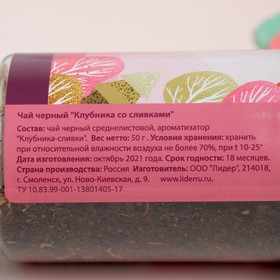 Чай черный "Клубника со сливками"
Состав: чай черный среднелистовой, ароматизатор
"Клубника-сливки". Вес нетто: 50 г. Условия хранения: хранить
при относительной влажности воздуха не более 70%, при t 10-25°
Дата изготовления: октябрь 2021 года. Срок годности: 18 месяцев.
Страна производства: Россия Изготовитель: ООО "Лидер", 214018,
г. Смоленск, ул. Ново-Киевская, д. 9. www.liderru.ru
ТУ 10.83.99-001-13801405-17